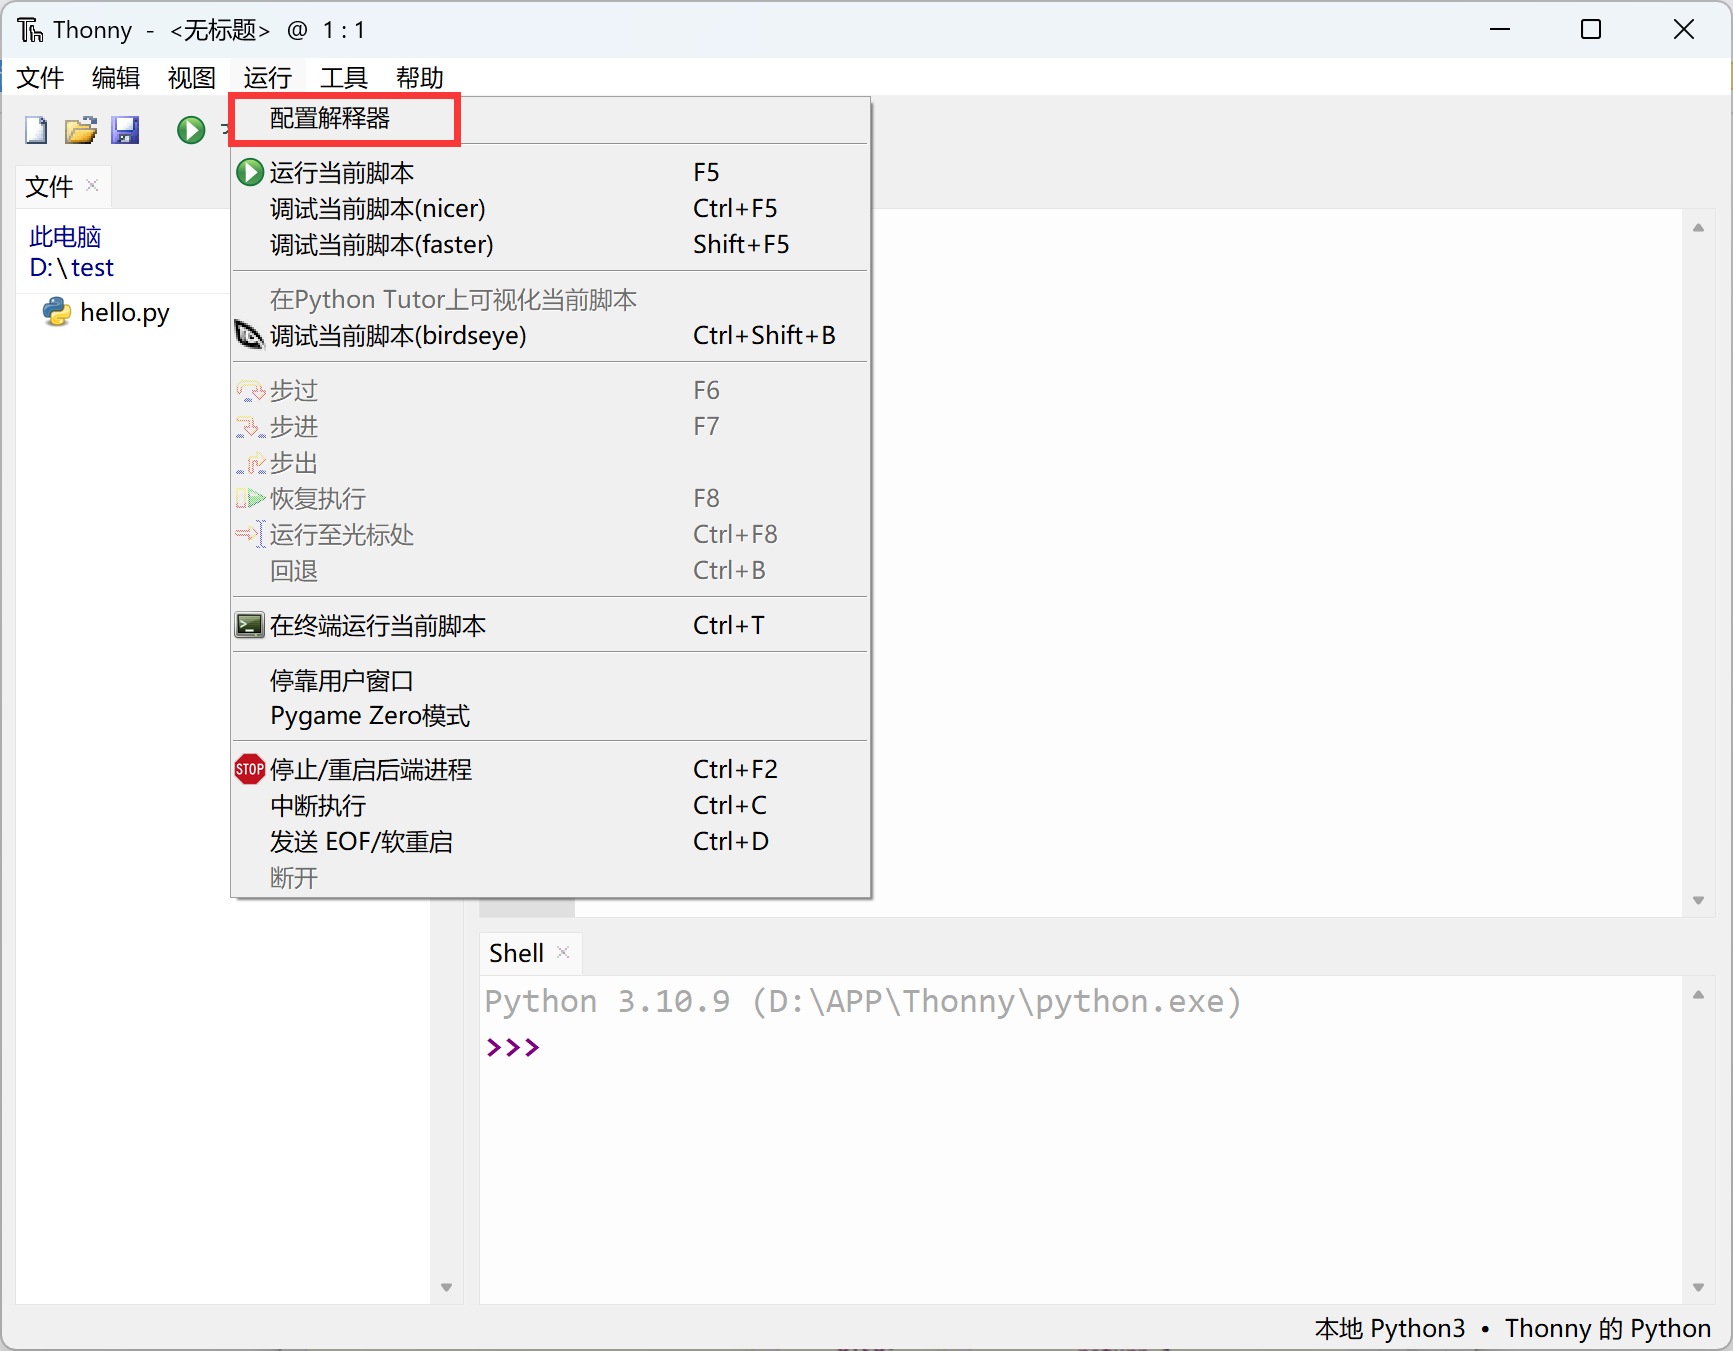 Thonny - <无标题> @ 1 : 1
文件 编辑 视图 运行 工具 帮助
配置解释器
文件
此电脑
D:\test
hello.py
运行当前脚本 F5
调试当前脚本(nicer) Ctrl+F5
调试当前脚本(faster) Shift+F5
在Python Tutor上可视化当前脚本
调试当前脚本(birdseye) Ctrl+Shift+B
步过 F6
步进 F7
步出
恢复执行 F8
运行至光标处 Ctrl+F8
回退 Ctrl+B
在终端运行当前脚本 Ctrl+T
停靠用户窗口
Pygame Zero模式
STOP 停止/重启后端进程 Ctrl+F2
中断执行 Ctrl+C
发送 EOF/软重启 Ctrl+D
断开
Shell
Python 3.10.9 (D:\APP\Thonny\python.exe)
>>>
本地 Python3 • Thonny 的 Python